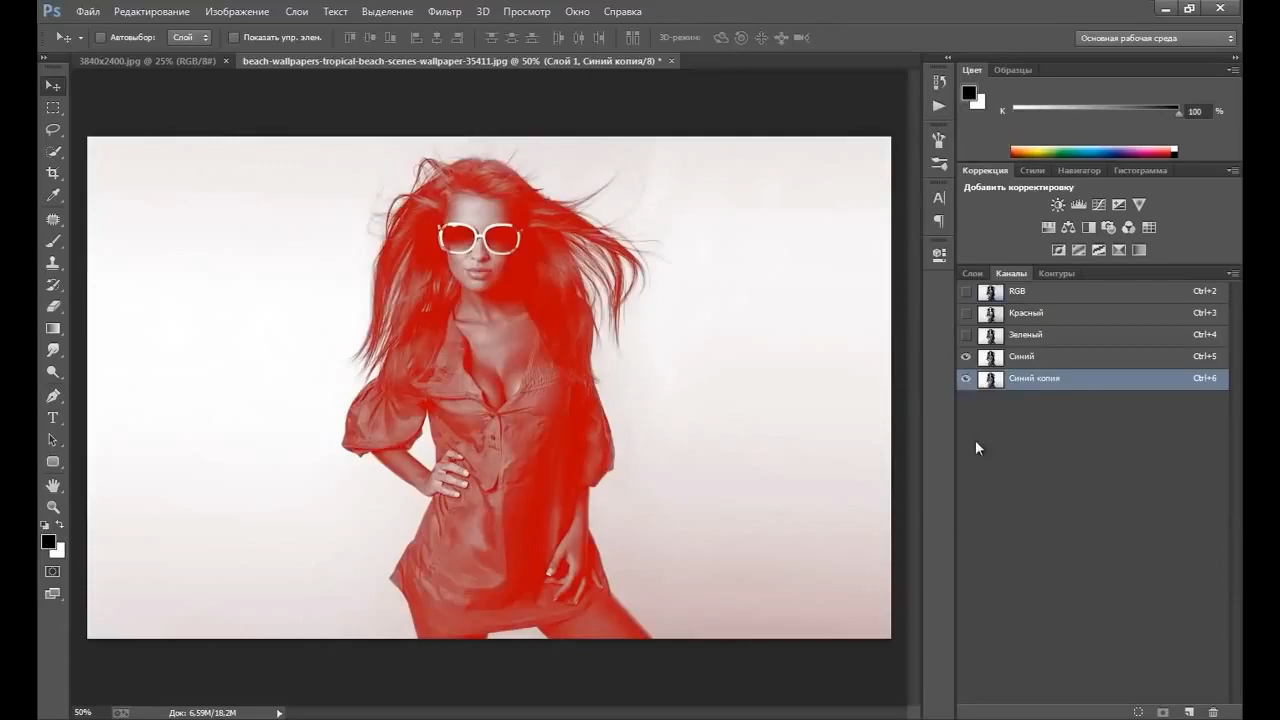 Ps Файл Редактирование Изображение Слои Текст Выделение Фильтр 3D Просмотр Окно Справка
Автовыбор: Слой Показать упр. элем. 3D-режим: Основная рабочая среда
3840x2400.jpg @ 25% (RGB/8#) × beach-wallpapers-tropical-beach-scenes-wallpaper-35411.jpg @ 50% (Слой 1, Синий копия/8) * ×
Цвет Образцы
K 100 %
Коррекция Стили Навигатор Гистограмма
Добавить корректировку
Слои Каналы Контуры
RGB Ctrl+2
Красный Ctrl+3
Зеленый Ctrl+4
Синий Ctrl+5
Синий копия Ctrl+6
50% Док: 6,59M/18,2M